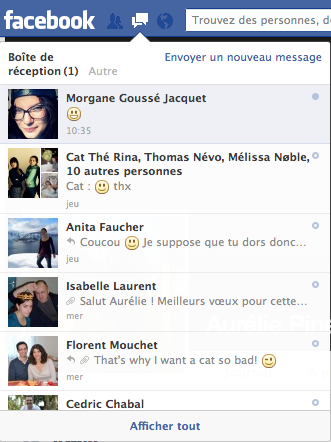 facebook
Trouvez des personnes, d
Boîte de
réception (1) Autre
Envoyer un nouveau message
Morgane Goussé Jacquet
10:35
Cat Thé Rina, Thomas Névo, Mélissa Nøble,
10 autres personnes
Cat : thx
jeu
Anita Faucher
Coucou Je suppose que tu dors donc...
jeu
Isabelle Laurent
Salut Aurélie ! Meilleurs vœux pour cette...
mer
Florent Mouchet
That's why I want a cat so bad!
mer
Cedric Chabal
Afficher tout